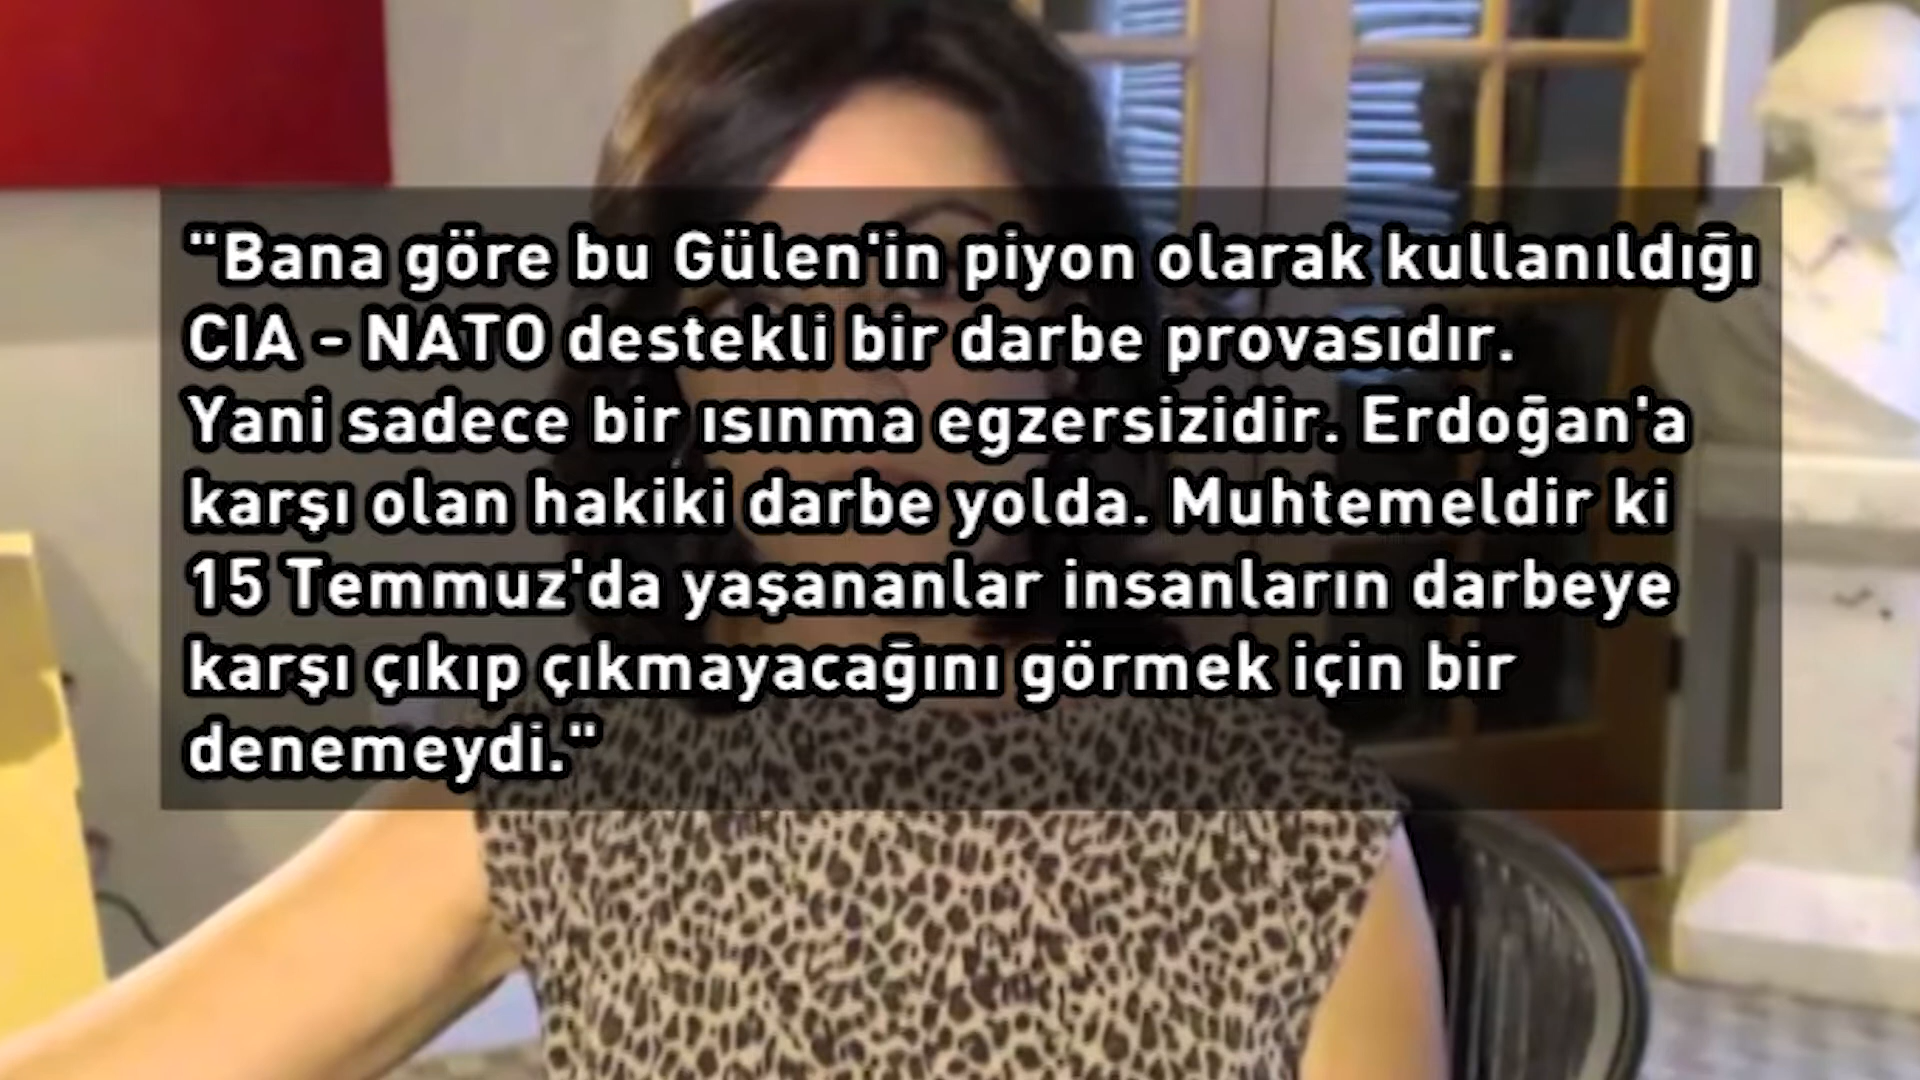 "Bana göre bu Gülen'in piyon olarak kullanıldığı
CIA - NATO destekli bir darbe provasıdır.
Yani sadece bir ısınma egzersizidir. Erdoğan'a
karşı olan hakiki darbe yolda. Muhtemeldir ki
15 Temmuz'da yaşananlar insanların darbeye
karşı çıkıp çıkmayacağını görmek için bir
denemeydi."